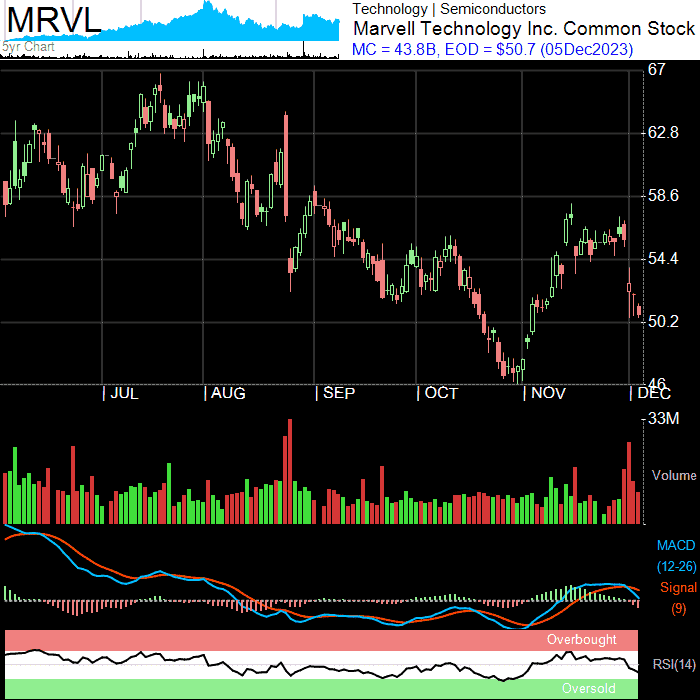 MRVL
5yr Chart
Technology | Semiconductors
Marvell Technology Inc. Common Stock
MC = 43.8B, EOD = $50.7 (05Dec2023)
67
62.8
58.6
54.4
50.2
46
JUL
AUG
SEP
OCT
NOV
DEC
33M
Volume
MACD
(12-26)
Signal
(9)
Overbought
RSI(14)
Oversold